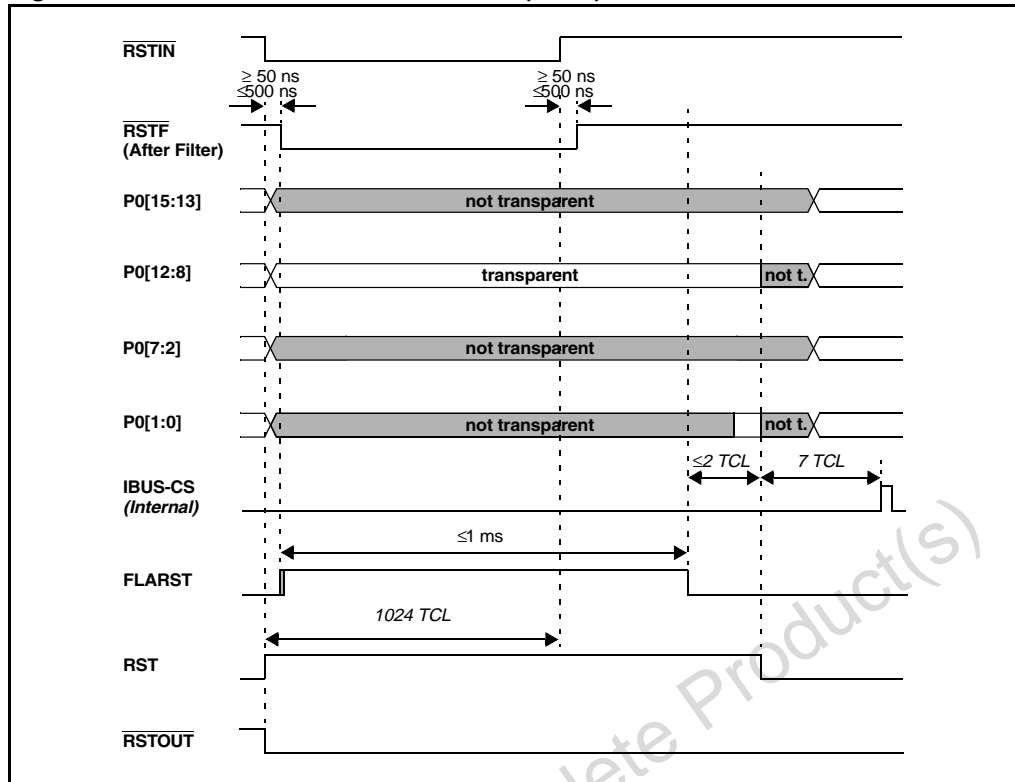 RSTIN
≥ 50 ns
≤500 ns
≥ 50 ns
≤500 ns
RSTF
(After Filter)
P0[15:13]
not transparent
P0[12:8]
transparent
not t.
P0[7:2]
not transparent
P0[1:0]
not transparent
not t.
≤2 TCL
7 TCL
IBUS-CS
(Internal)
≤1 ms
FLARST
1024 TCL
RST
RSTOUT
lete Product(s)